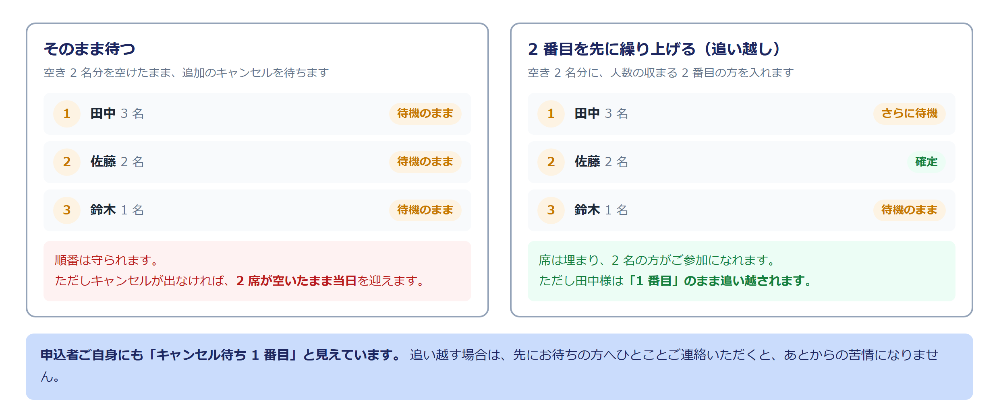 そのまま待つ
空き 2 名分を空けたまま、追加のキャンセルを待ちます
1 田中 3 名 待機のまま
2 佐藤 2 名 待機のまま
3 鈴木 1 名 待機のまま
順番は守られます。
ただしキャンセルが出なければ、2 席が空いたまま当日を迎えます。
2 番目を先に繰り上げる（追い越し）
空き 2 名分に、人数の収まる 2 番目の方を入れます
1 田中 3 名 さらに待機
2 佐藤 2 名 確定
3 鈴木 1 名 待機のまま
席は埋まり、2 名の方がご参加になれます。
ただし田中様は「1 番目」のまま追い越されます。
申込者ご自身にも「キャンセル待ち 1 番目」と見えています。 追い越す場合は、先にお待ちの方へひとことご連絡いただくと、あとからの苦情になりませ
ん。